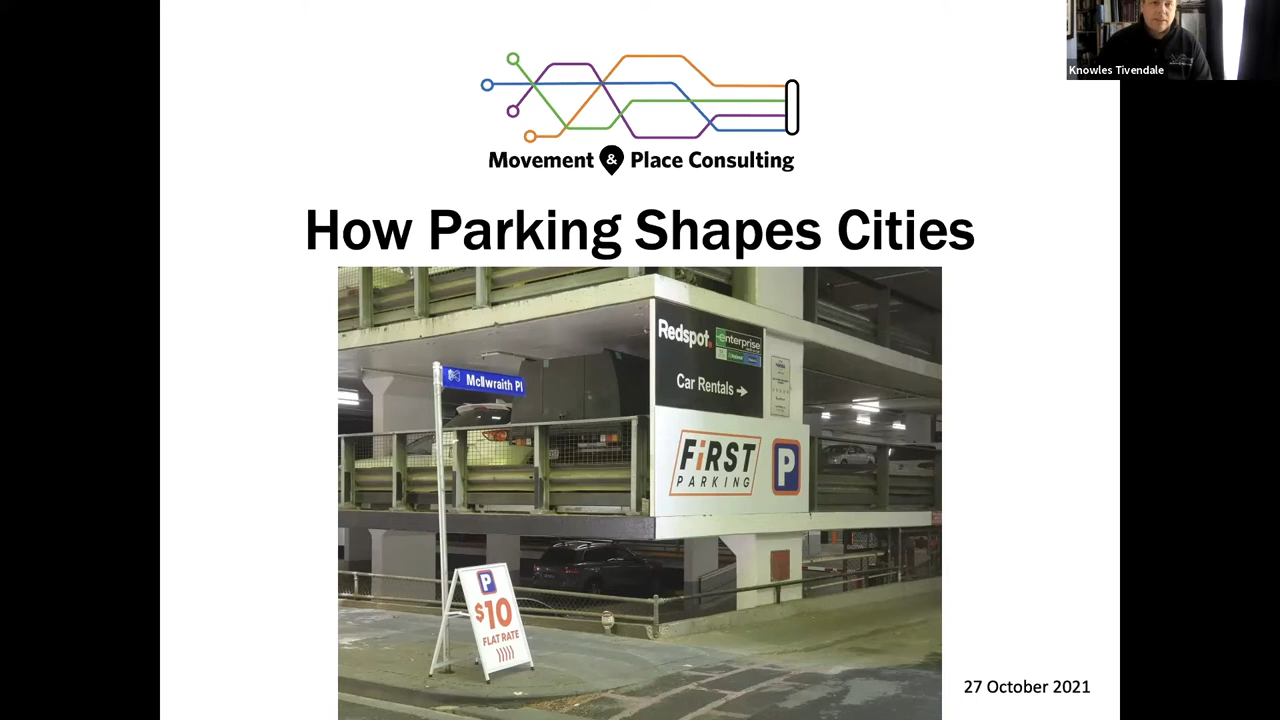 Knowles Tivendale
Movement & Place Consulting
How Parking Shapes Cities
Redspot
enterprise
Car Rentals
McIlwraith Pl
FiRST
PARKING
P
P
$10
FLAT RATE
27 October 2021